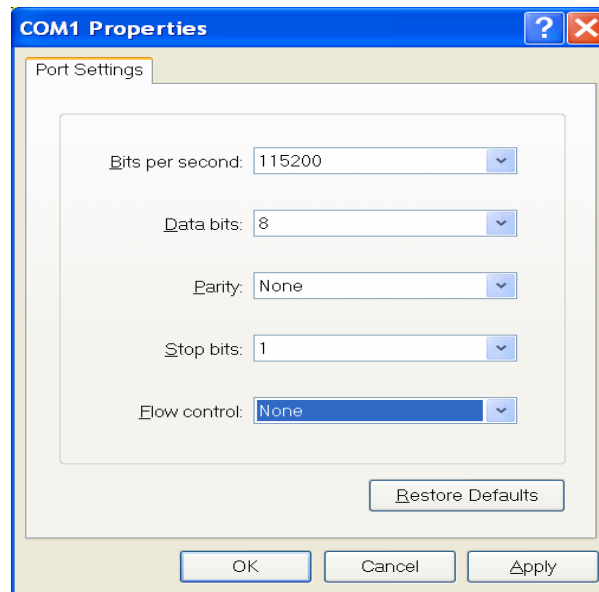 COM1 Properties
Port Settings
Bits per second: 115200
Data bits: 8
Parity: None
Stop bits: 1
Flow control: None
Restore Defaults
OK Cancel Apply